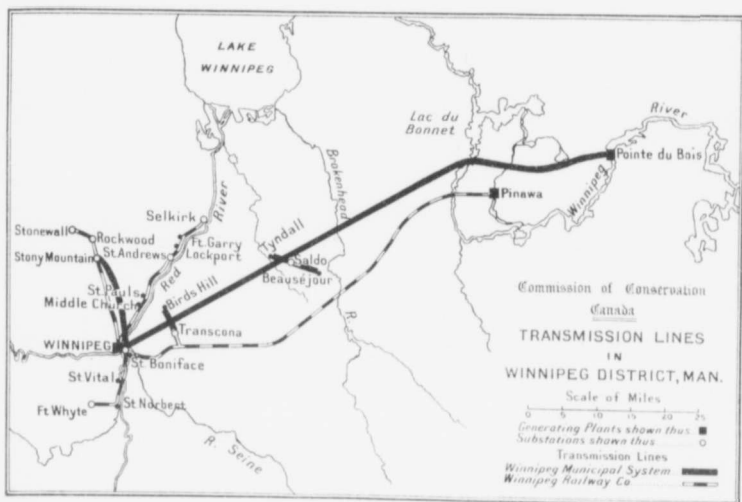 LAKE
WINNIPEG
Lac du
Bonnet
River
Pointe du Bois
Pinawa
Winnipeg
Brokenhead
R.
Selkirk
River
Red
Stonewall
Rockwood
Stony Mountain
St. Andrews
Ft. Garry
Lockport
Tyndall
Saldo
Beauséjour
St. Pauls
Middle Church
Birds Hill
Transcona
WINNIPEG
St. Boniface
St Vital
Ft. Whyte
St Norbert
R. Seine
Commission of Conservation
Canada
TRANSMISSION LINES
IN
WINNIPEG DISTRICT, MAN.
Scale of Miles
0 5 10 15 20 25
Generating Plants shown thus
Substations shown thus
Transmission Lines
Winnipeg Municipal System
Winnipeg Railway Co.